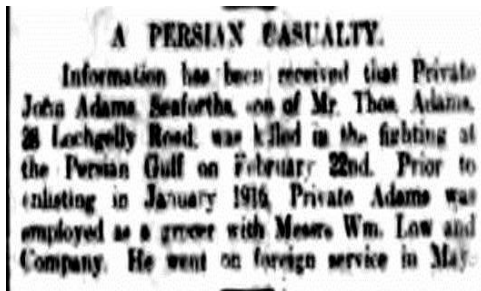 A PERSIAN CASUALTY.
Information has been received that Private
John Adams, Seaforths, son of Mr. Thos. Adams,
28 Lochgelly Road, was killed in the fighting at
the Persian Gulf on February 22nd. Prior to
enlisting in January 1916, Private Adams was
employed as a grocer with Messrs Wm. Low and
Company. He went on foreign service in May.